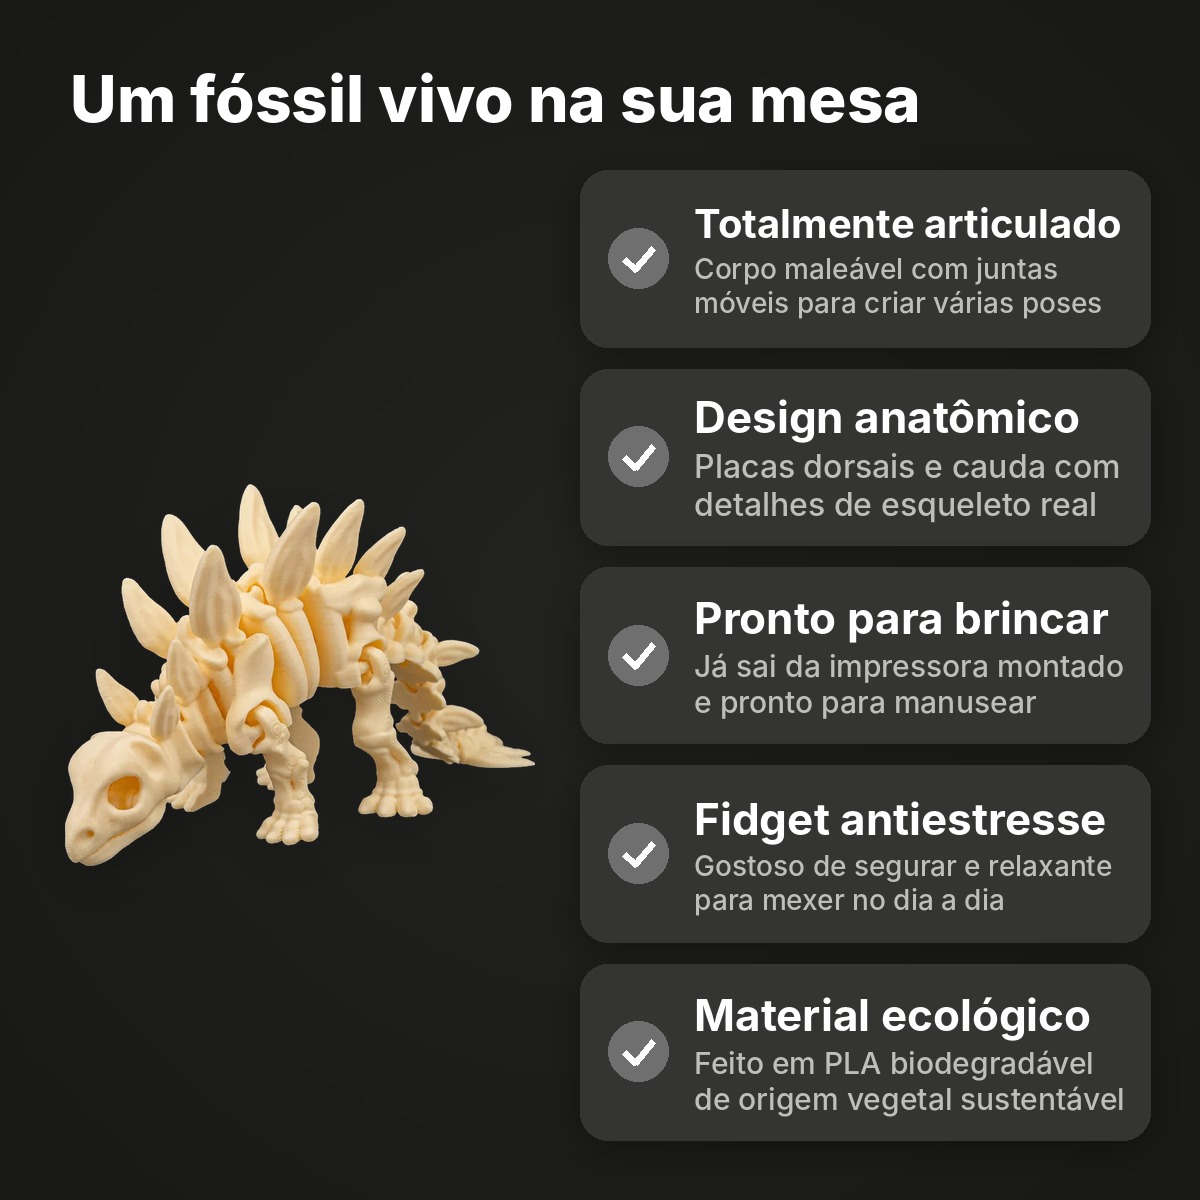 Um fóssil vivo na sua mesa
Totalmente articulado
Corpo maleável com juntas
móveis para criar várias poses
Design anatômico
Placas dorsais e cauda com
detalhes de esqueleto real
Pronto para brincar
Já sai da impressora montado
e pronto para manusear
Fidget antiestresse
Gostoso de segurar e relaxante
para mexer no dia a dia
Material ecológico
Feito em PLA biodegradável
de origem vegetal sustentável